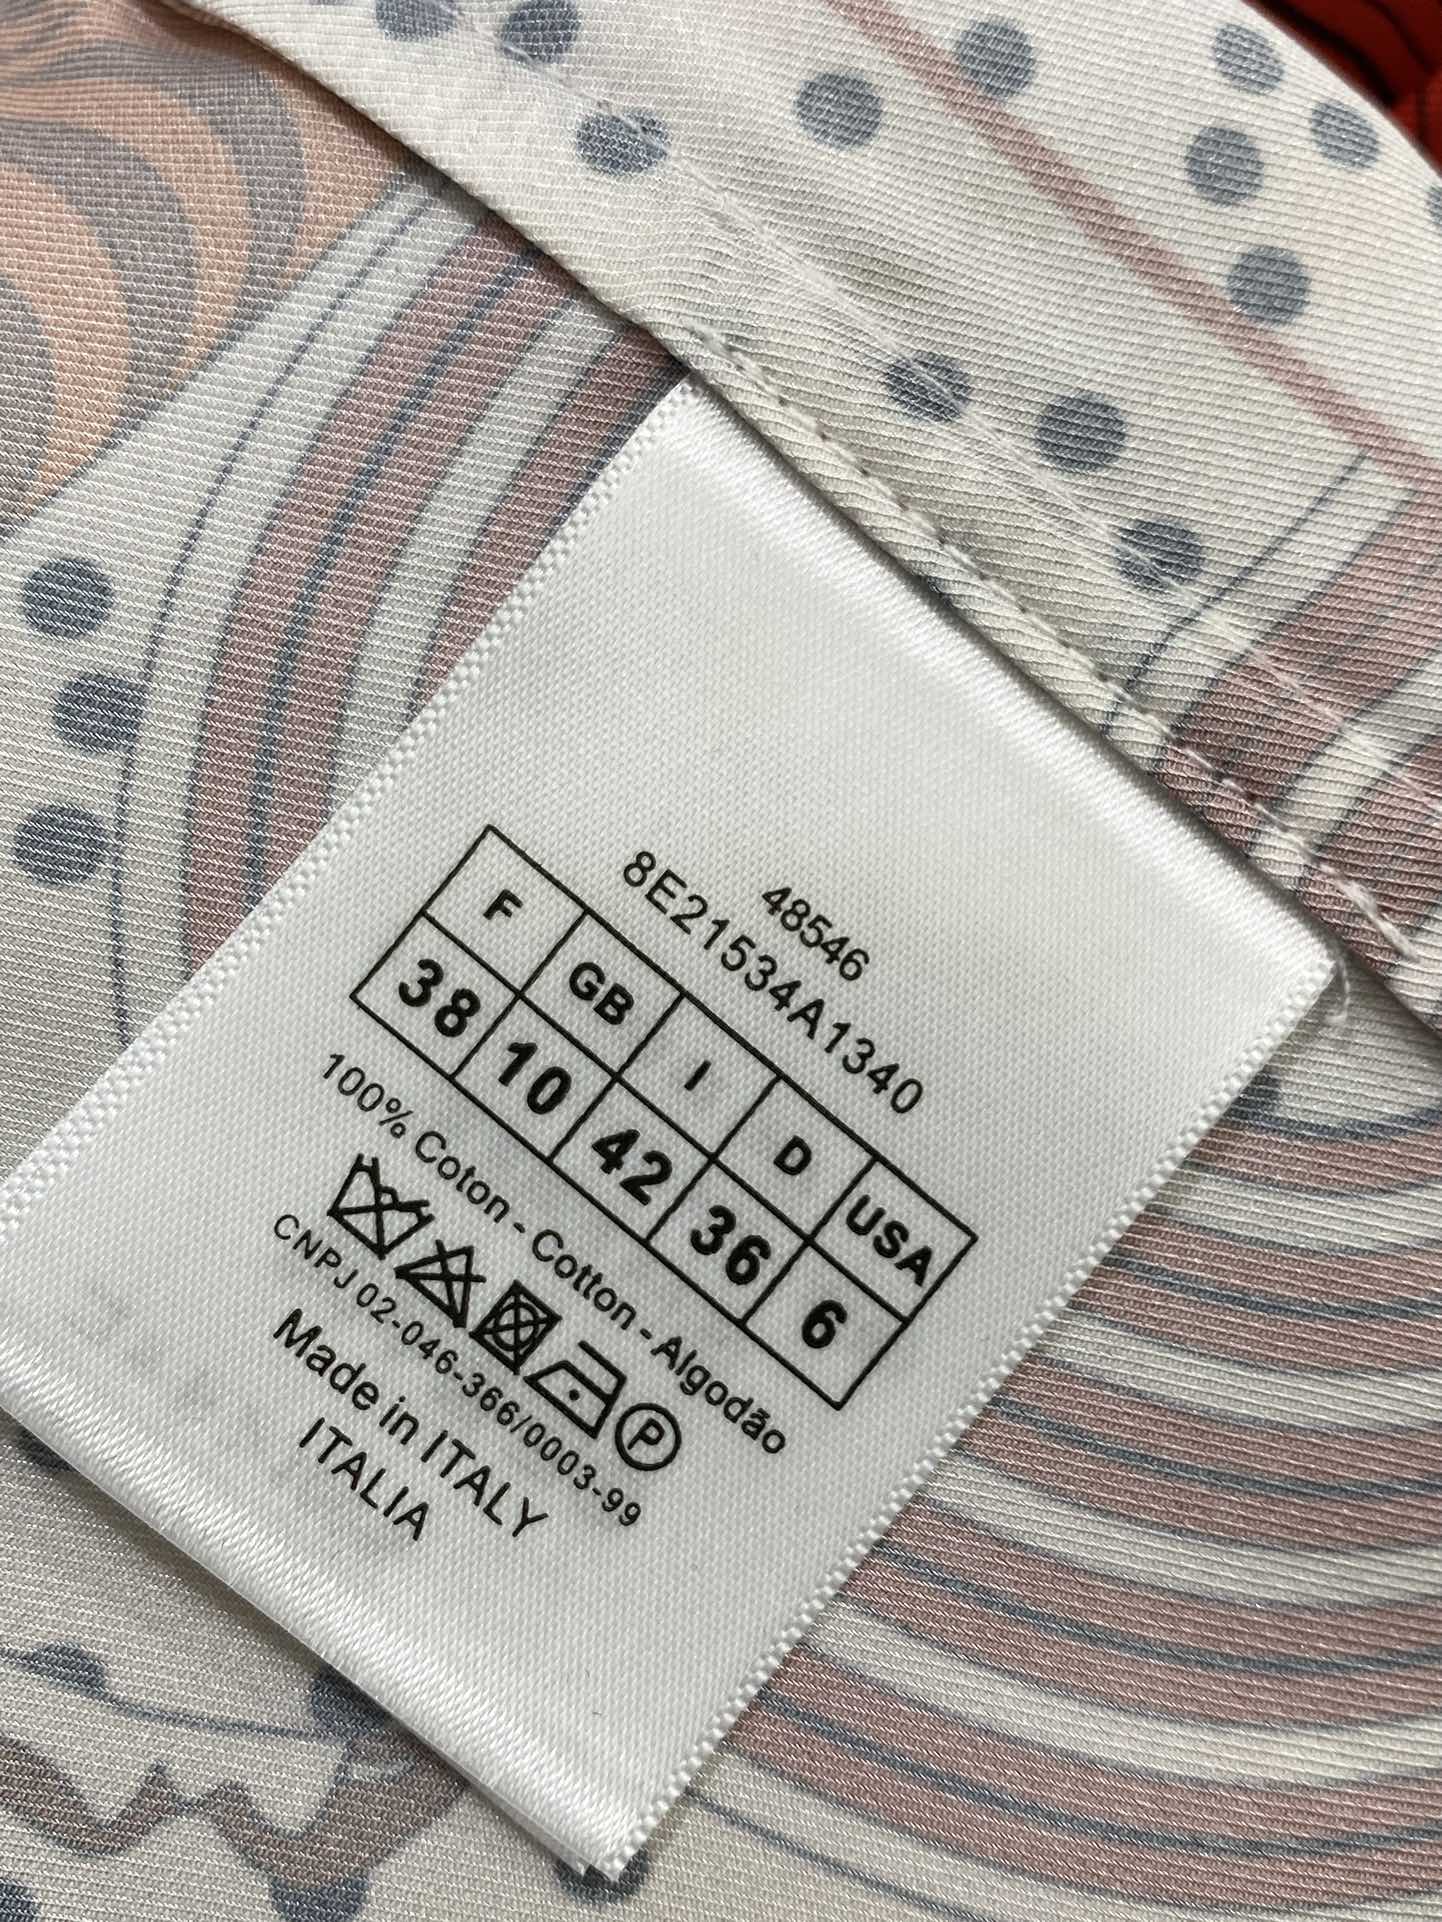 48546
8E21534A1340
F GB I D USA
38 10 42 36 6
100% Coton - Cotton - Algodão
P
CNPJ 02-046-366/0003-99
Made in ITALY
ITALIA